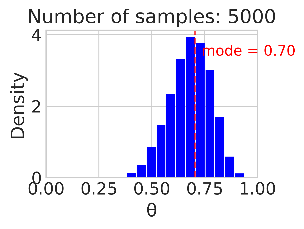 Number of samples: 5000
Density
4
2
0
mode = 0.70
0.00 0.25 0.50 0.75 1.00
θ